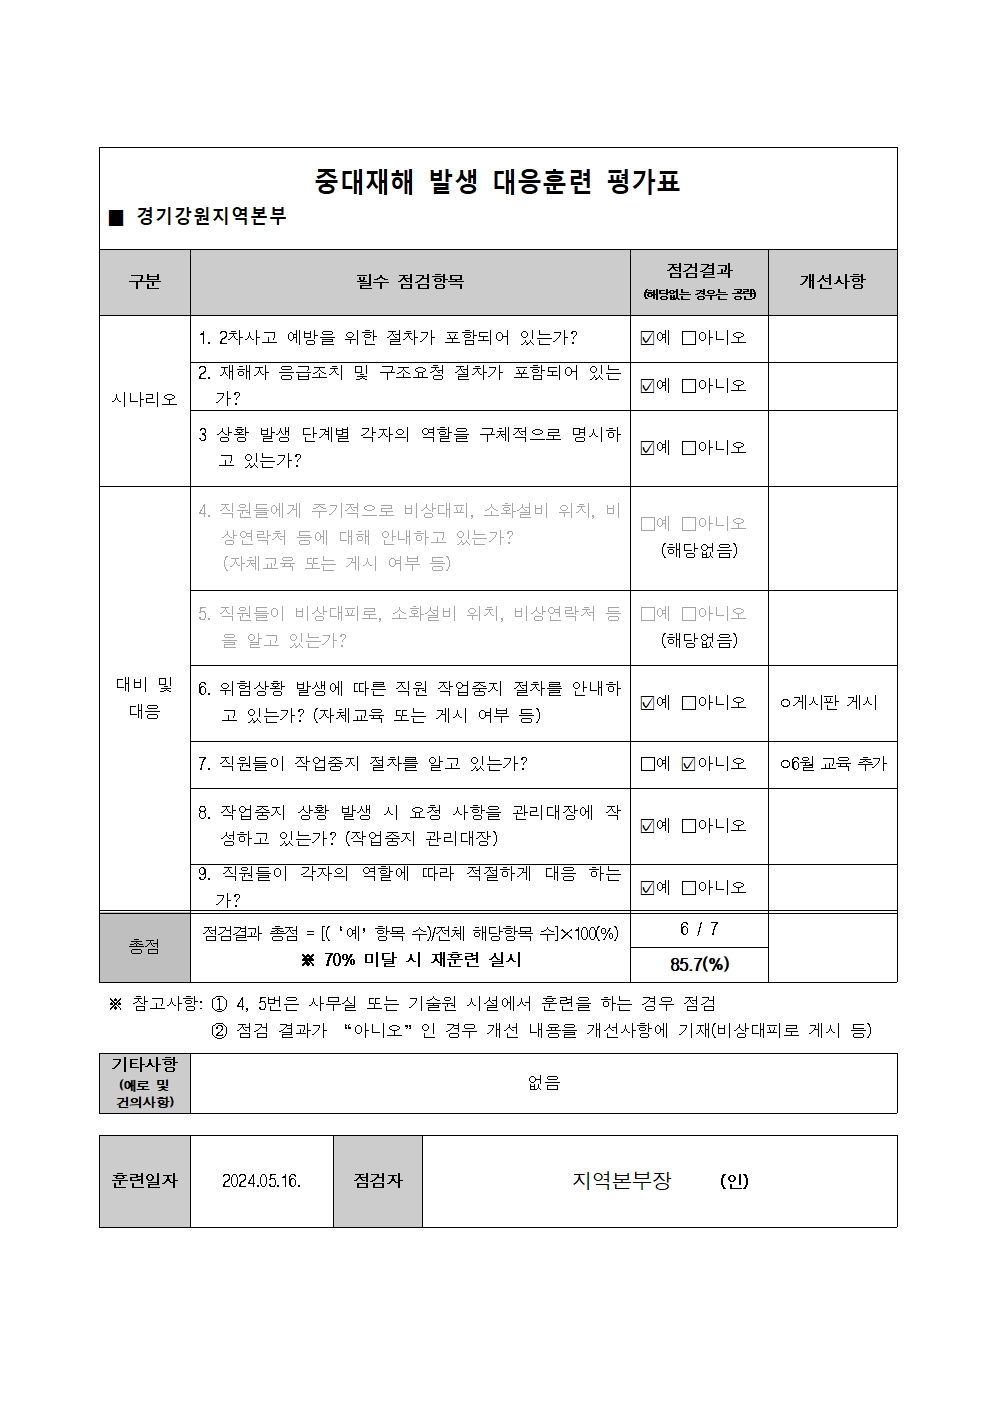 중대재해 발생 대응훈련 평가표
■ 경기강원지역본부
구분 필수 점검항목 점검결과 (해당없는 경우는 공란) 개선사항
시나리오
1. 2차사고 예방을 위한 절차가 포함되어 있는가? ☑예 □아니오
2. 재해자 응급조치 및 구조요청 절차가 포함되어 있는
가? ☑예 □아니오
3 상황 발생 단계별 각자의 역할을 구체적으로 명시하
고 있는가? ☑예 □아니오
대비 및
대응
4. 직원들에게 주기적으로 비상대피, 소화설비 위치, 비
상연락처 등에 대해 안내하고 있는가?
(자체교육 또는 게시 여부 등)
□예 □아니오
(해당없음)
5. 직원들이 비상대피로, 소화설비 위치, 비상연락처 등
을 알고 있는가?
□예 □아니오
(해당없음)
6. 위험상황 발생에 따른 직원 작업중지 절차를 안내하
고 있는가? (자체교육 또는 게시 여부 등)
☑예 □아니오 ㅇ게시판 게시
7. 직원들이 작업중지 절차를 알고 있는가? □예 ☑아니오 ㅇ6월 교육 추가
8. 작업중지 상황 발생 시 요청 사항을 관리대장에 작
성하고 있는가? (작업중지 관리대장)
☑예 □아니오
9. 직원들이 각자의 역할에 따라 적절하게 대응 하는
가? ☑예 □아니오
총점
점검결과 총점 = [( ‘예’ 항목 수)/전체 해당항목 수]×100(%)
※ 70% 미달 시 재훈련 실시
6 / 7
85.7(%)
※ 참고사항: ① 4, 5번은 사무실 또는 기술원 시설에서 훈련을 하는 경우 점검
② 점검 결과가 “아니오”인 경우 개선 내용을 개선사항에 기재(비상대피로 게시 등)
기타사항
(애로 및
건의사항)
없음
훈련일자 2024.05.16. 점검자 지역본부장 (인)